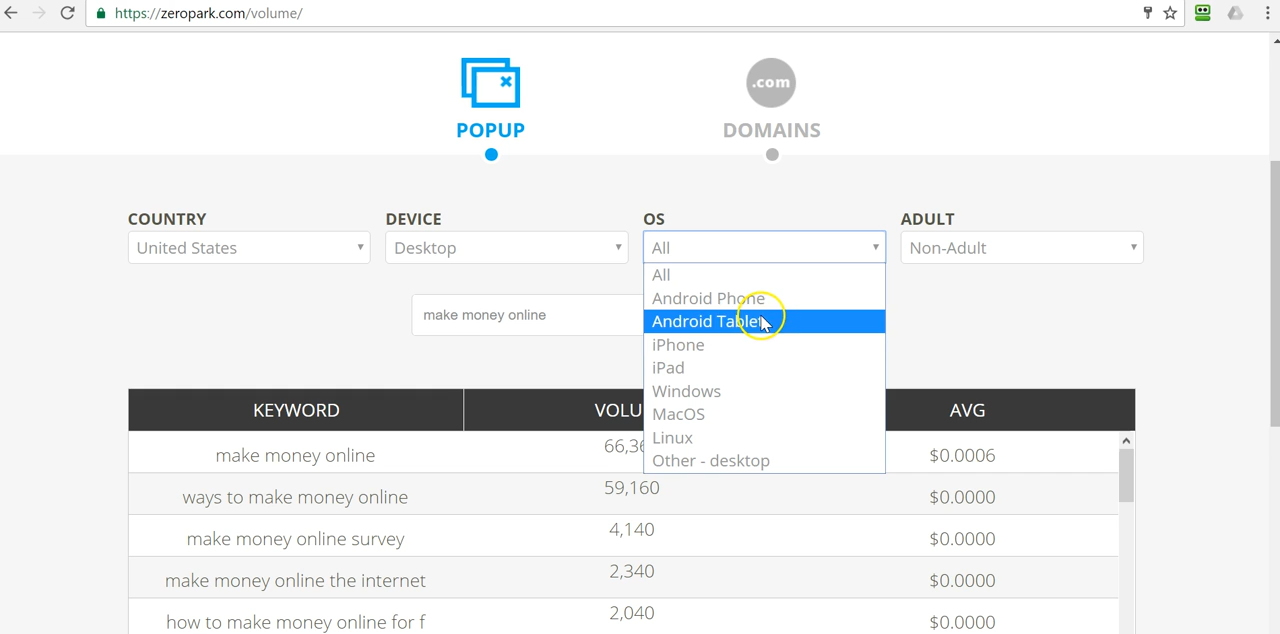 https://zeropark.com/volume/
.com
POPUP
DOMAINS
COUNTRY
DEVICE
OS
ADULT
United States
Desktop
All
Non-Adult
All
Android Phone
make money online
Android Tablet
iPhone
iPad
Windows
MacOS
Linux
Other - desktop
KEYWORD
AVG
make money online
$0.0006
ways to make money online
59,160
$0.0000
make money online survey
4,140
$0.0000
make money online the internet
2,340
$0.0000
how to make money online for f
2,040
$0.0000